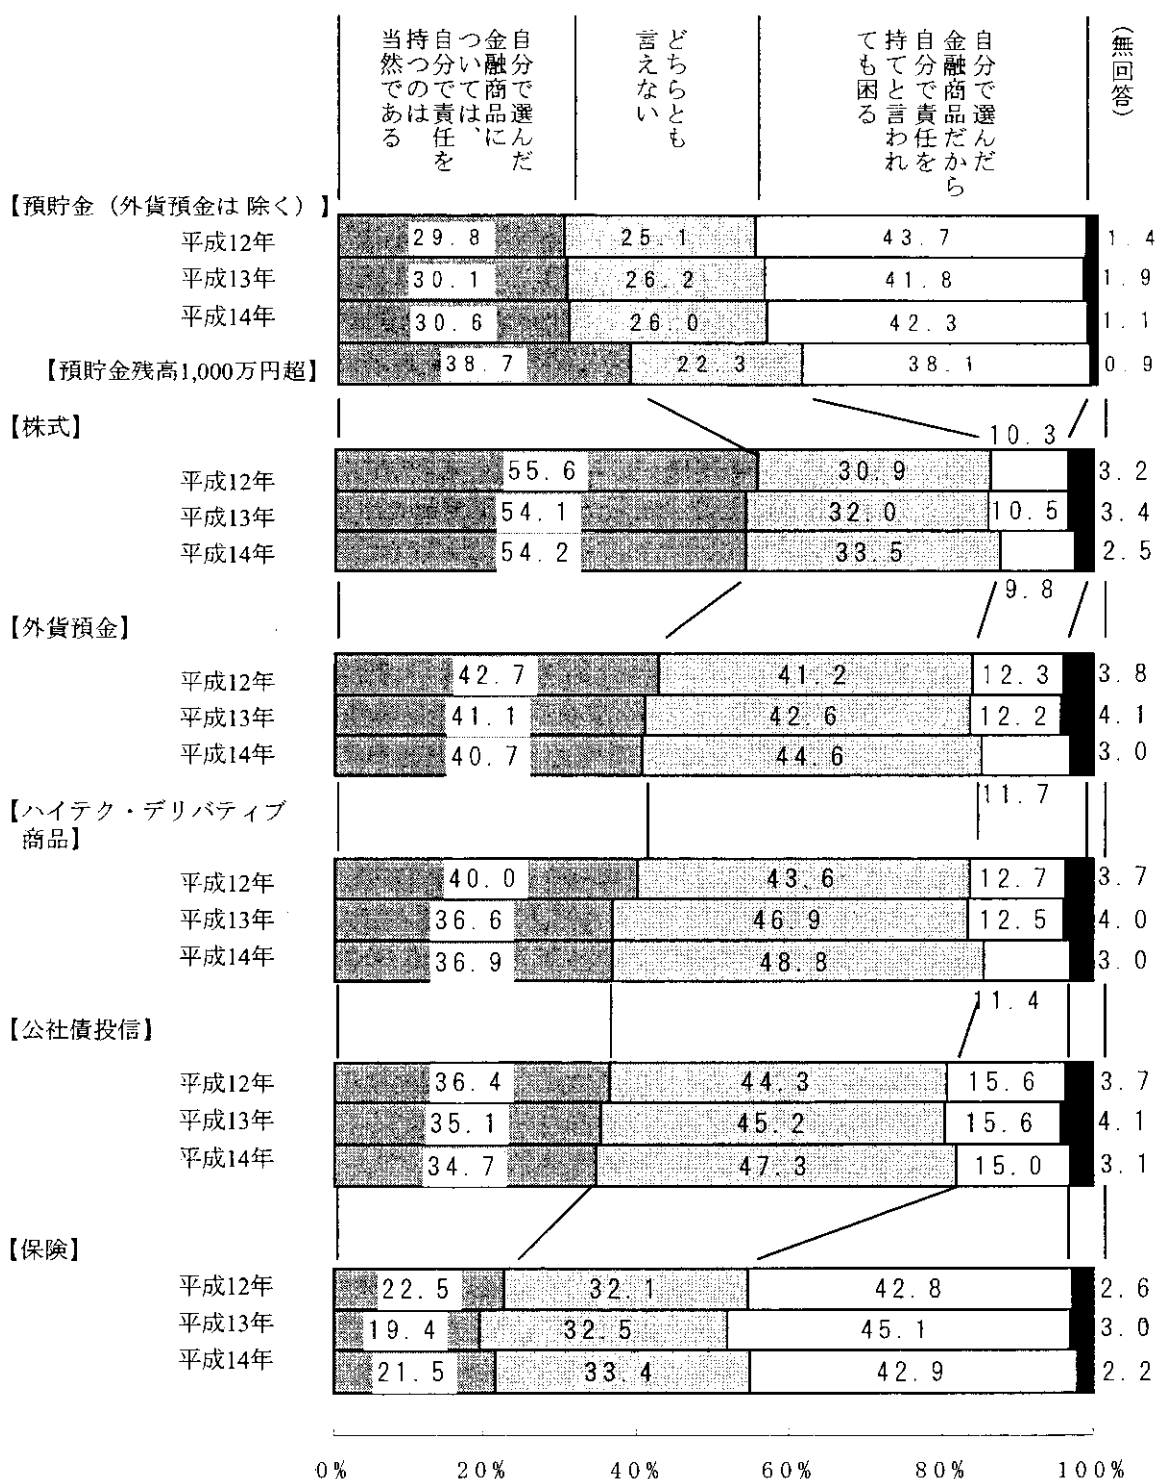 自分で選んだ
金融商品に
ついては、
自分で責任を
持つのは
当然である
どちらとも
言えない
自分で選んだ
金融商品だから
自分で責任を
持てと言われ
ても困る
(無回答)
【預貯金（外貨預金は除く）】
平成12年 29.8 25.1 43.7 1.4
平成13年 30.1 26.2 41.8 1.9
平成14年 30.6 26.0 42.3 1.1
【預貯金残高1,000万円超】 38.7 22.3 38.1 0.9
【株式】
10.3
平成12年 55.6 30.9 3.2
平成13年 54.1 32.0 10.5 3.4
平成14年 54.2 33.5 2.5
9.8
【外貨預金】
平成12年 42.7 41.2 12.3 3.8
平成13年 41.1 42.6 12.2 4.1
平成14年 40.7 44.6 3.0
11.7
【ハイテク・デリバティブ
商品】
平成12年 40.0 43.6 12.7 3.7
平成13年 36.6 46.9 12.5 4.0
平成14年 36.9 48.8 3.0
11.4
【公社債投信】
平成12年 36.4 44.3 15.6 3.7
平成13年 35.1 45.2 15.6 4.1
平成14年 34.7 47.3 15.0 3.1
【保険】
平成12年 22.5 32.1 42.8 2.6
平成13年 19.4 32.5 45.1 3.0
平成14年 21.5 33.4 42.9 2.2
0% 20% 40% 60% 80% 100%